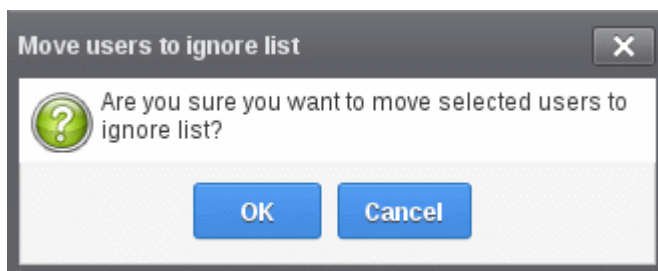 Move users to ignore list
Are you sure you want to move selected users to
ignore list?
OK
Cancel